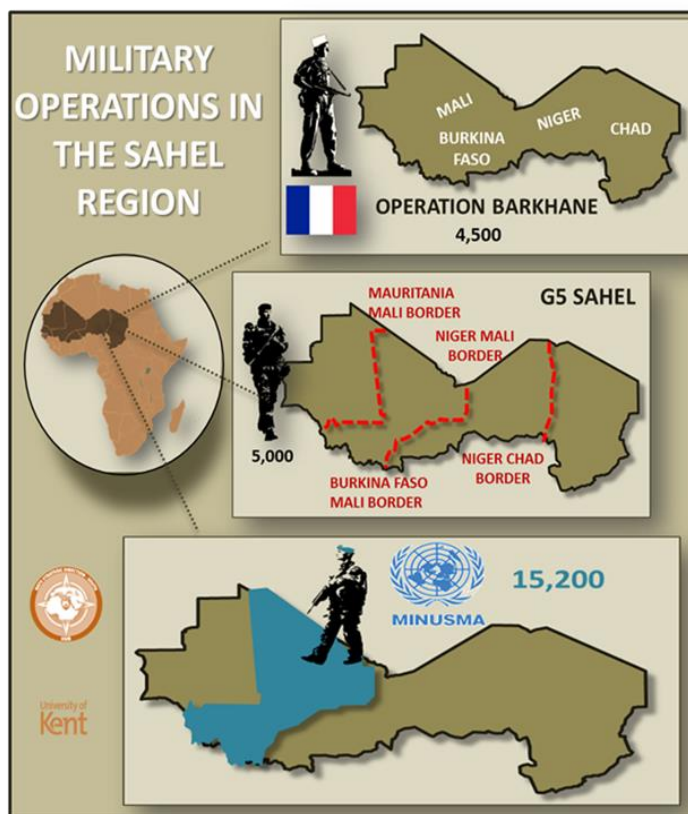 MILITARY
OPERATIONS IN
THE SAHEL
REGION
MALI
BURKINA
FASO
NIGER
CHAD
OPERATION BARKHANE
4,500
MAURITANIA
MALI BORDER
G5 SAHEL
NIGER MALI
BORDER
5,000
BURKINA FASO
MALI BORDER
NIGER CHAD
BORDER
MINUSMA
15,200
University of
Kent